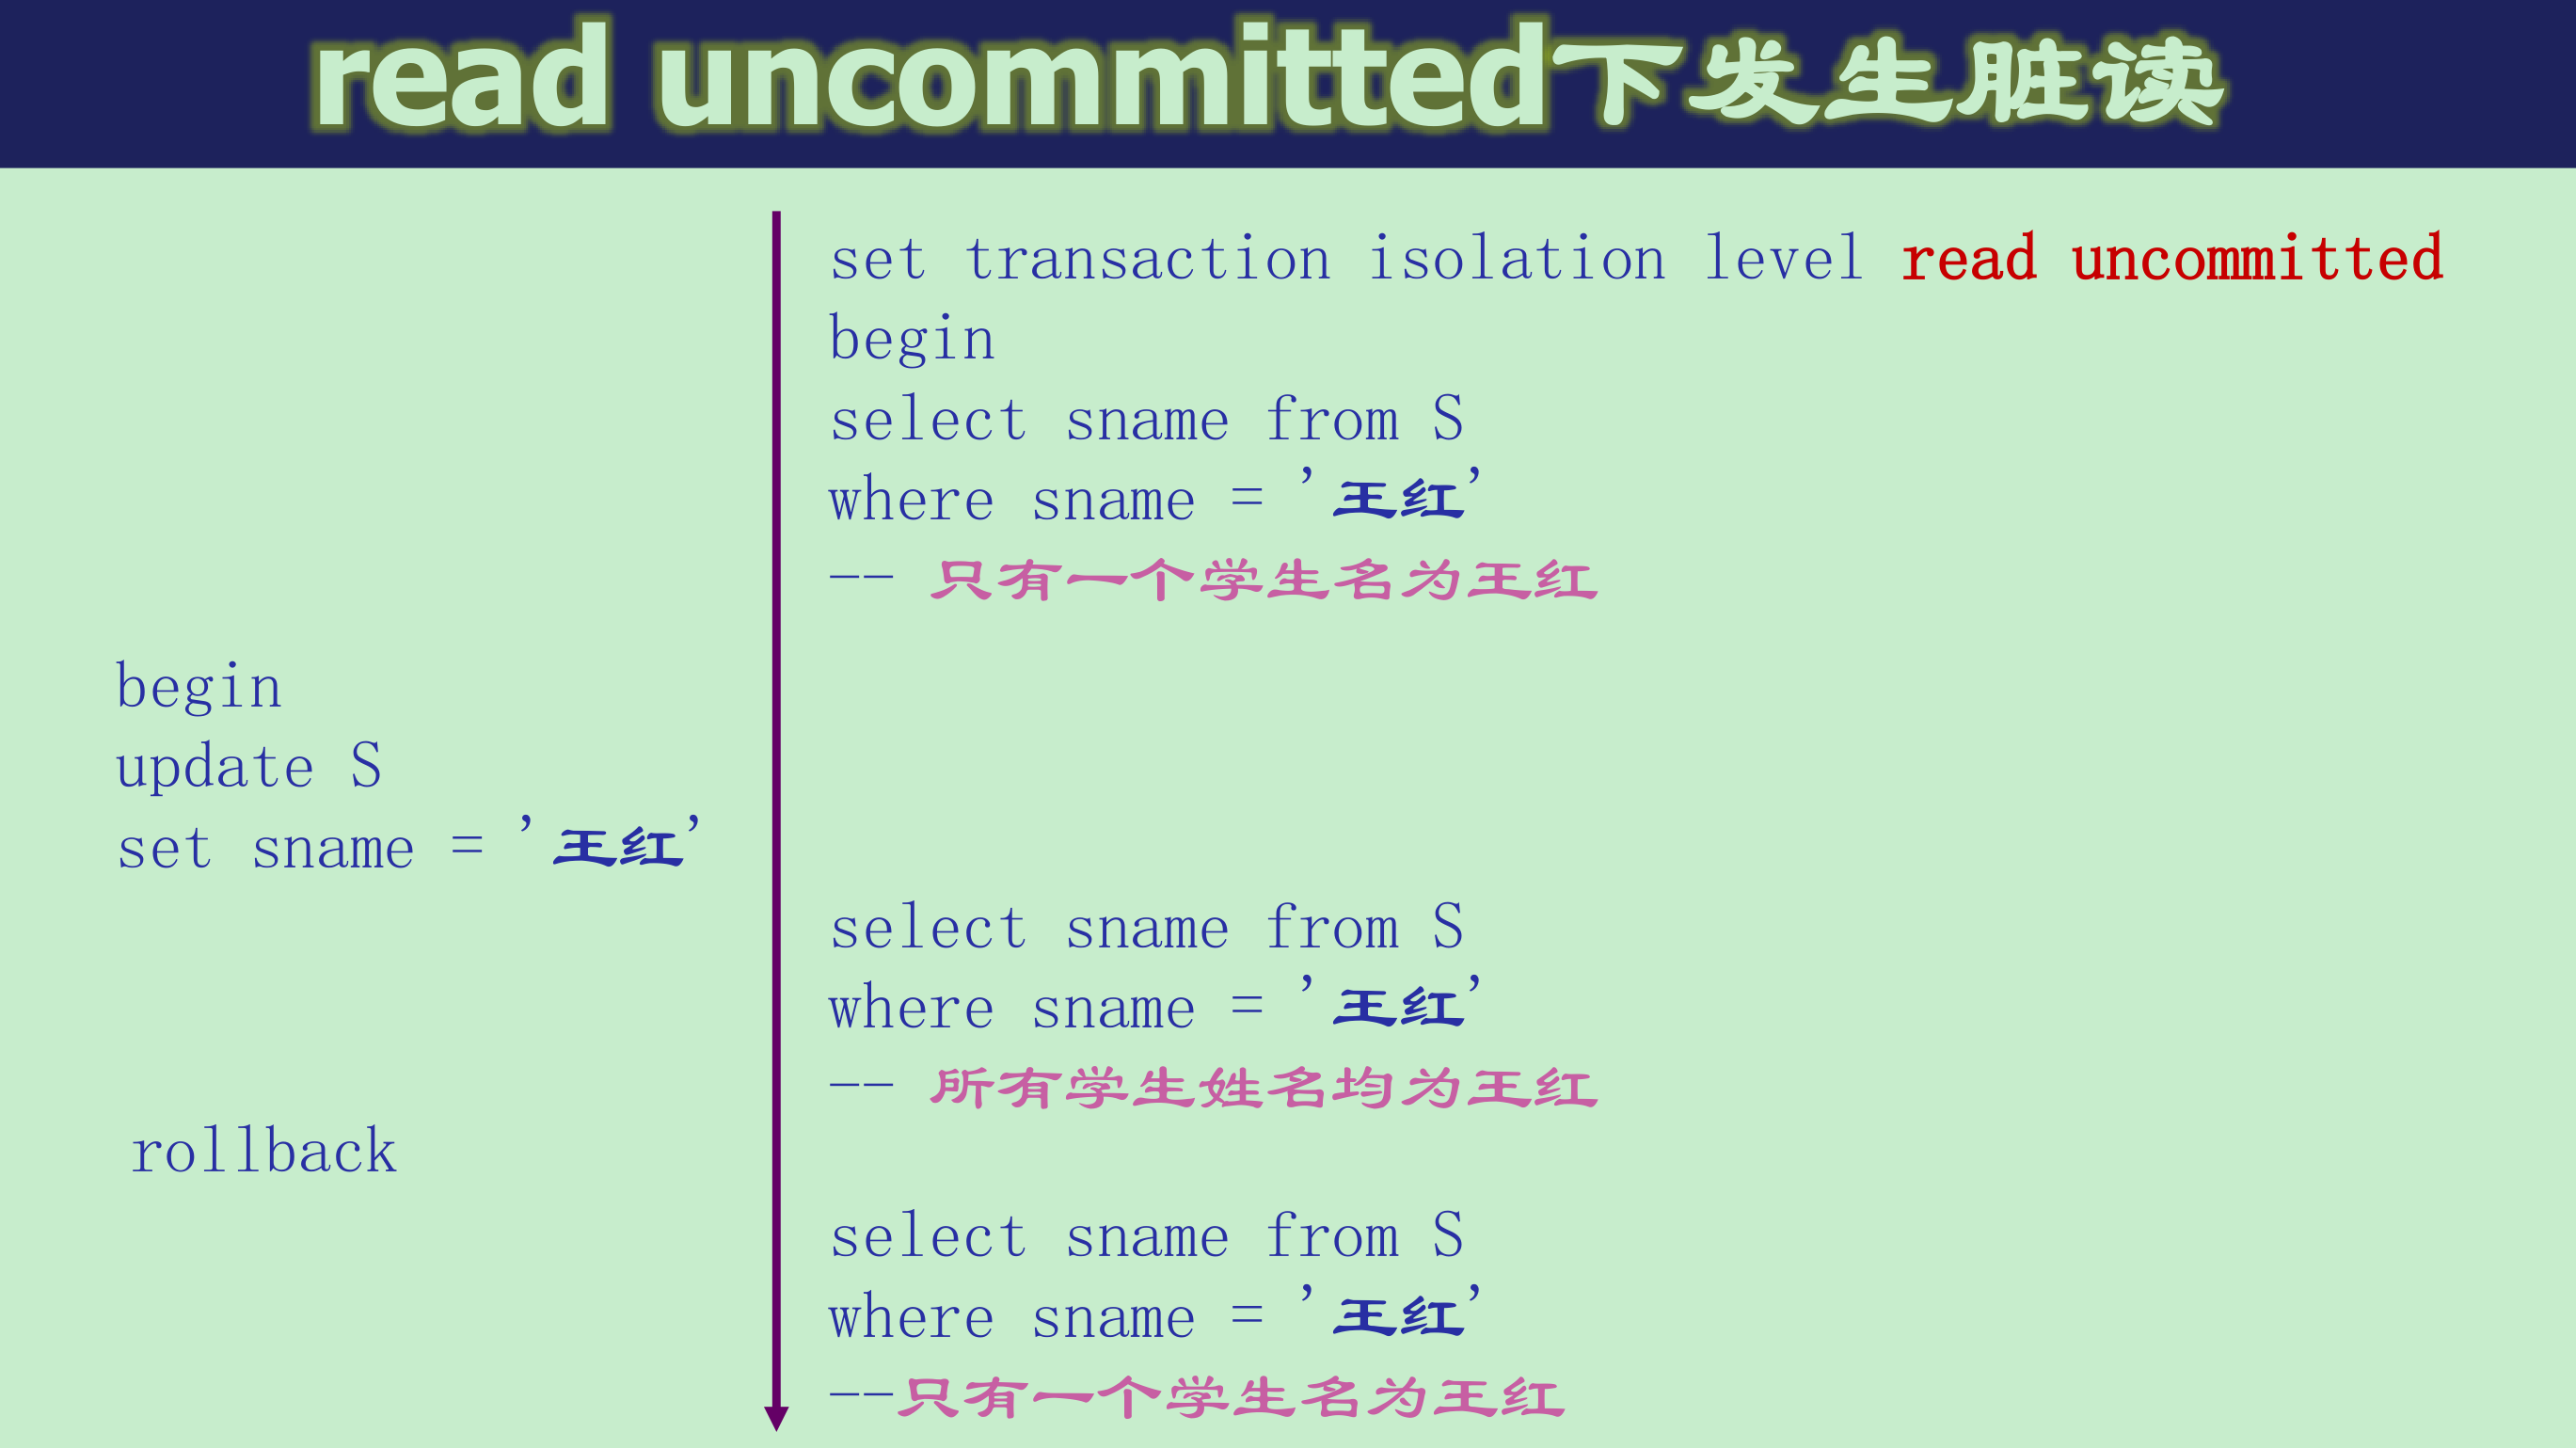 read uncommitted下发生脏读
set transaction isolation level read uncommitted
begin
select sname from S
where sname = '王红'
-- 只有一个学生名为王红
begin
update S
set sname = '王红'
select sname from S
where sname = '王红'
-- 所有学生姓名均为王红
rollback
select sname from S
where sname = '王红'
--只有一个学生名为王红